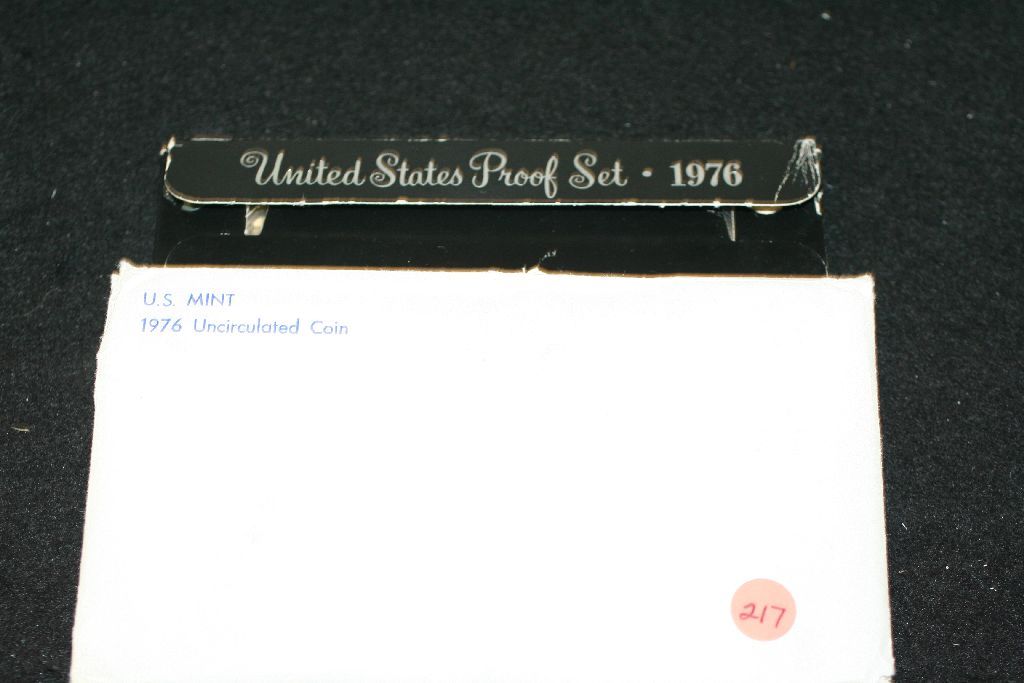 United States Proof Set • 1976
U.S. MINT
1976 Uncirculated Coin
217